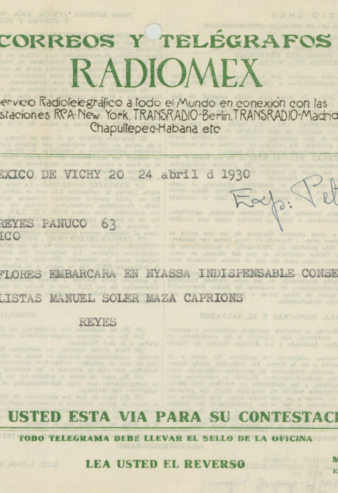 CORREOS Y TELÉGRAFOS
RADIOMEX
ervicio Radiotelegráfico a todo el Mundo en conexión con las
staciones RPA-New York, TRANSRADIO-Berlin, TRANSRADIO-Madrid
Chapultepec-Habana etc
EXICO DE VICHY 20 24 abril d 1930
Exp:
REYES PANUCO 63
ICO
FLORES EMBARCARA EN NYASSA INDISPENSABLE CONSE
LISTAS MANUEL SOLER MAZA CAPRIONS
REYES
USTED ESTA VIA PARA SU CONTESTAC
TODO TELEGRAMA DEBE LLEVAR EL SELLO DE LA OFICINA
LEA USTED EL REVERSO